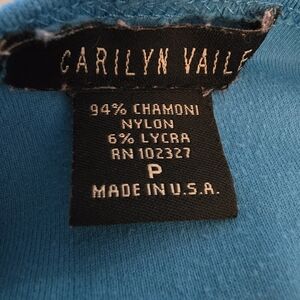 CARILYN VAILE
94% CHAMONI
NYLON
6% LYCRA
RN 102327
P
MADE IN U.S.A.